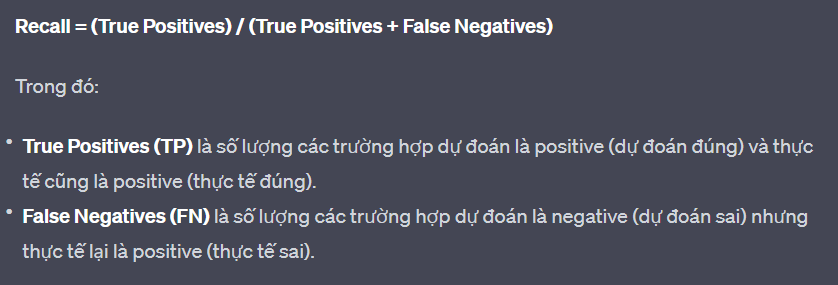 Recall = (True Positives) / (True Positives + False Negatives)
Trong đó:
• True Positives (TP) là số lượng các trường hợp dự đoán là positive (dự đoán đúng) và thực
tế cũng là positive (thực tế đúng).
• False Negatives (FN) là số lượng các trường hợp dự đoán là negative (dự đoán sai) nhưng
thực tế lại là positive (thực tế sai).